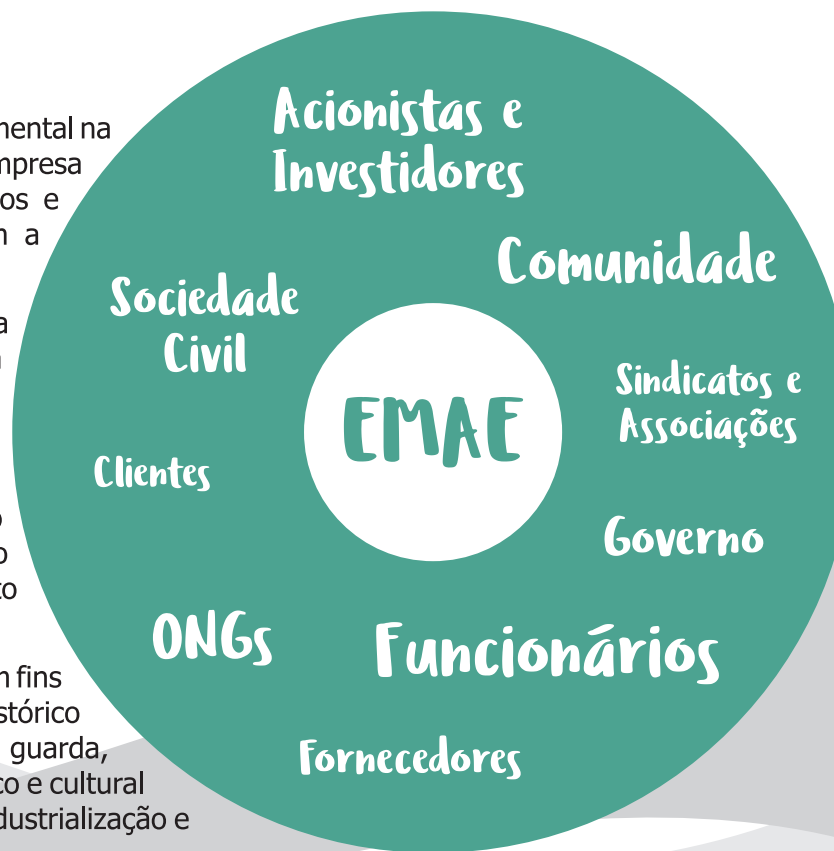 mental na
mpresa
os e
a
a
o
o
to
fins
stórico
guarda,
co e cultural
dustrialização e
Acionistas e
Investidores
Comunidade
Sociedade
Civil
Sindicatos e
Associações
EMAE
Clientes
Governo
ONGs
Funcionários
Fornecedores